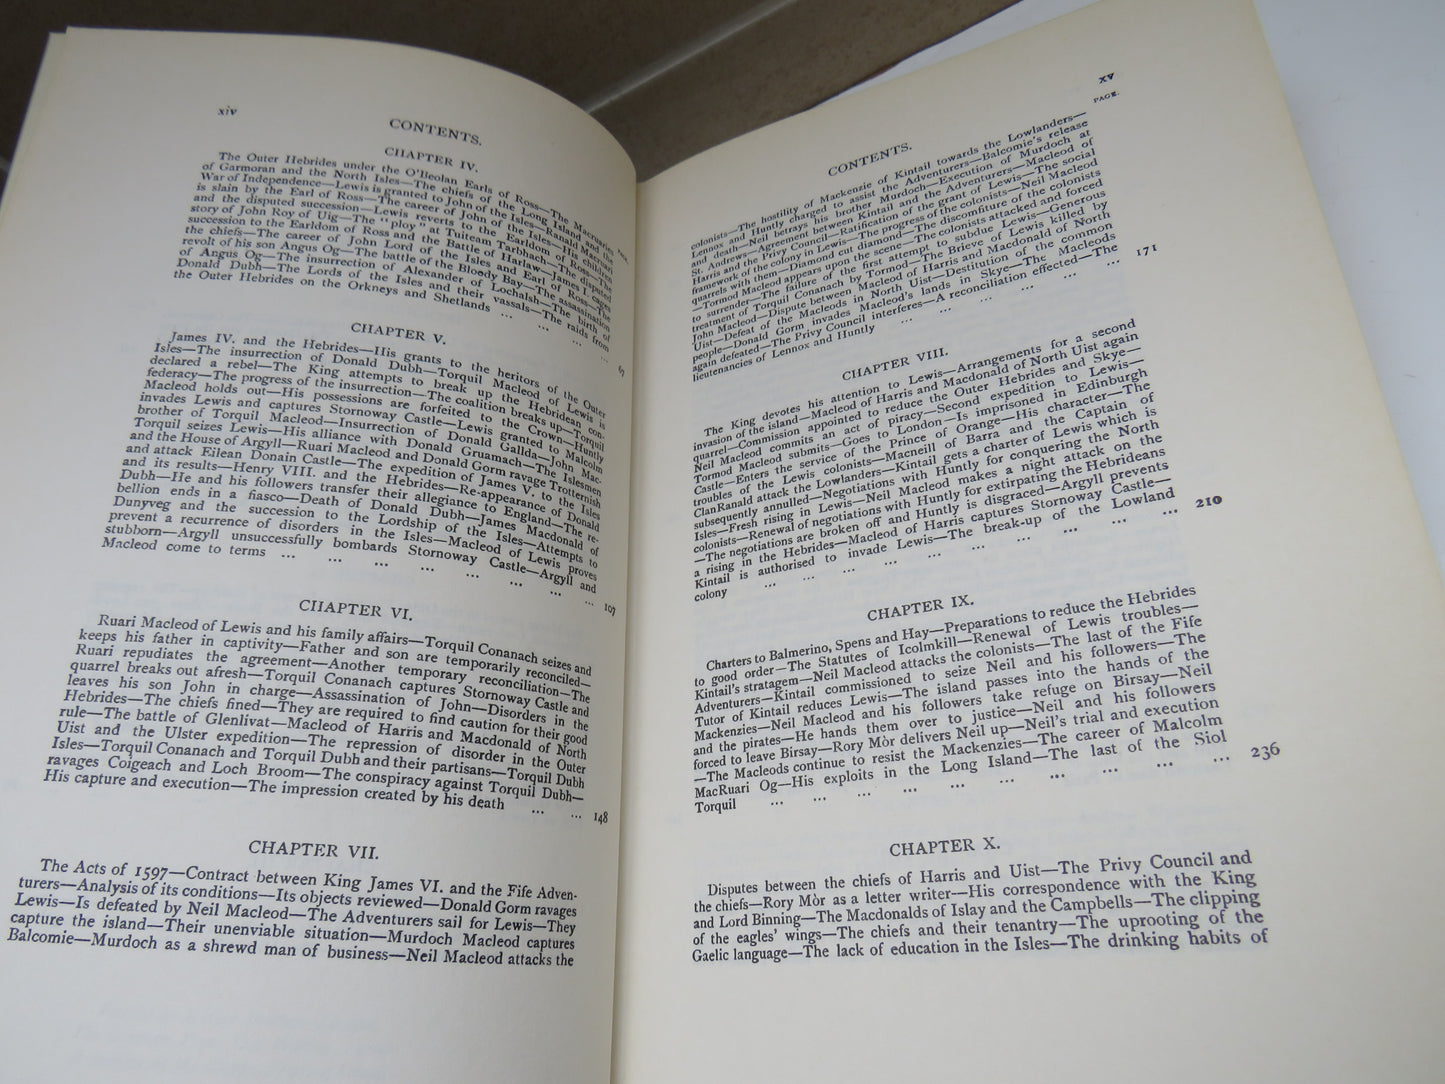 xiv
CONTENTS.
CHAPTER IV.
PAGE.
The Outer Hebrides under the O'Beolan Earls of Ross—The Macruaries
of Garmoran and the North Isles—The chiefs of the Long Island and the
War of Independence—Lewis is granted to John of the Isles—Ranald Macruari
is slain by the Earl of Ross—The career of John of the Isles—His children
and the disputed succession—Lewis reverts to the Earldom of Ross—The
story of John Roy of Uig—The "ploy" at Tuiteam Tarbhach—The disputed
succession to the Earldom of Ross and the Battle of Harlaw—James I. cages
the chiefs—The career of John Lord of the Isles and Earl of Ross—The
revolt of his son Angus Og—The battle of the Bloody Bay—The assassination
of Angus Og—The insurrection of Alexander of Lochalsh—The birth of
Donald Dubh—The Lords of the Isles and their vassals—The raids from
the Outer Hebrides on the Orkneys and Shetlands ... ... ... ...
67
CHAPTER V.
James IV. and the Hebrides—His grants to the heritors of the Outer
Isles—The insurrection of Donald Dubh—Torquil Macleod of Lewis is
declared a rebel—The King attempts to break up the Hebridean con-
federacy—The progress of the insurrection—The coalition breaks up—Torquil
Macleod holds out—His possessions are forfeited to the Crown—Huntly
invades Lewis and captures Stornoway Castle—Lewis granted to Malcolm
brother of Torquil Macleod—Insurrection of Donald Gallda—John Mac-
Torquil seizes Lewis—His alliance with Donald Gruamach—The Islesmen
and the House of Argyll—Ruari Macleod and Donald Gorm ravage Trotternish
and attack Eilean Donain Castle—The expedition of James V. to the Isles
and its results—Henry VIII. and the Hebrides—Re-appearance of Donald
Dubh—He and his followers transfer their allegiance to England—The re-
bellion ends in a fiasco—Death of Donald Dubh—James Macdonald of
Dunyveg and the succession to the Lordship of the Isles—Attempts to
prevent a recurrence of disorders in the Isles—Macleod of Lewis proves
stubborn—Argyll unsuccessfully bombards Stornoway Castle—Argyll and
Macleod come to terms ... ... ... ... ... ... ... ... 107
CHAPTER VI.
Ruari Macleod of Lewis and his family affairs—Torquil Conanach seizes and
keeps his father in captivity—Father and son are temporarily reconciled—
Ruari repudiates the agreement—Another temporary reconciliation—The
quarrel breaks out afresh—Torquil Conanach captures Stornoway Castle and
leaves his son John in charge—Assassination of John—Disorders in the
Hebrides—The chiefs fined—They are required to find caution for their good
rule—The battle of Glenlivat—Macleod of Harris and Macdonald of North
Uist and the Ulster expedition—The repression of disorder in the Outer
Isles—Torquil Conanach and Torquil Dubh and their partisans—Torquil Dubh
ravages Coigeach and Loch Broom—The conspiracy against Torquil Dubh—
His capture and execution—The impression created by his death ... ... 148
CHAPTER VII.
The Acts of 1597—Contract between King James VI. and the Fife Adven-
turers—Analysis of its conditions—Its objects reviewed—Donald Gorm ravages
Lewis—Is defeated by Neil Macleod—The Adventurers sail for Lewis—They
capture the island—Their unenviable situation—Murdoch Macleod captures
Balcomie—Murdoch as a shrewd man of business—Neil Macleod attacks the
xv
CONTENTS.
PAGE.
colonists—The hostility of Mackenzie of Kintail towards the Lowlanders—
Lennox and Huntly charged to assist the Adventurers—Balcomie's release
and death—Neil betrays his brother Murdoch—Execution of Murdoch at
St. Andrews—Agreement between Kintail and the Adventurers—Macleod of
Harris and the Privy Council—Ratification of the grant of Lewis—The social
framework of the colony in Lewis—The progress of the colonists—Neil Macleod
quarrels with them—Diamond cut diamond—The discomfiture of the colonists
—Tormod Macleod appears upon the scene—The colonists attacked and forced
to surrender—The failure of the first attempt to subdue Lewis—Generous
treatment of Torquil Conanach by Tormod—The Brieve of Lewis killed by
John Macleod—Dispute between Macleod of Harris and Macdonald of North
Uist—Defeat of the Macleods in North Uist—Destitution of the common
people—Donald Gorm invades Macleod's lands in Skye—The Macleods
again defeated—The Privy Council interferes—A reconciliation effected—The
lieutenancies of Lennox and Huntly ... ... ... ... ... 171
CHAPTER VIII.
The King devotes his attention to Lewis—Arrangements for a second
invasion of the island—Macleod of Harris and Macdonald of North Uist again
quarrel—Commission appointed to reduce the Outer Hebrides and Skye—
Neil Macleod commits an act of piracy—Second expedition to Lewis—
Tormod Macleod submits—Goes to London—Is imprisoned in Edinburgh
Castle—Enters the service of the Prince of Orange—His character—The
troubles of the Lewis colonists—Macneill of Barra and the Captain of
ClanRanald attack the Lowlanders—Kintail gets a charter of Lewis which is
subsequently annulled—Negotiations with Huntly for conquering the North
Isles—Fresh rising in Lewis—Neil Macleod makes a night attack on the
colonists—Renewal of negotiations with Huntly for extirpating the Hebrideans
—The negotiations are broken off and Huntly is disgraced—Argyll prevents
a rising in the Hebrides—Macleod of Harris captures Stornoway Castle—
Kintail is authorised to invade Lewis—The break-up of the Lowland
colony ... ... ... ... ... ... ... ... ... 210
CHAPTER IX.
Charters to Balmerino, Spens and Hay—Preparations to reduce the Hebrides
to good order—The Statutes of Icolmkill—Renewal of Lewis troubles—
Kintail's stratagem—Neil Macleod attacks the colonists—The last of the Fife
Adventurers—Kintail commissioned to seize Neil and his followers—The
Tutor of Kintail reduces Lewis—The island passes into the hands of the
Mackenzies—Neil Macleod and his followers take refuge on Birsay—Neil
and the pirates—He hands them over to justice—Neil and his followers
forced to leave Birsay—Rory Mòr delivers Neil up—Neil's trial and execution
—The Macleods continue to resist the Mackenzies—The career of Malcolm
MacRuari Og—His exploits in the Long Island—The last of the Siol
Torquil ... ... ... ... ... ... ... ... ... 236
CHAPTER X.
Disputes between the chiefs of Harris and Uist—The Privy Council and
the chiefs—Rory Mòr as a letter writer—His correspondence with the King
and Lord Binning—The Macdonalds of Islay and the Campbells—The clipping
of the eagles' wings—The chiefs and their tenantry—The uprooting of the
Gaelic language—The lack of education in the Isles—The drinking habits of